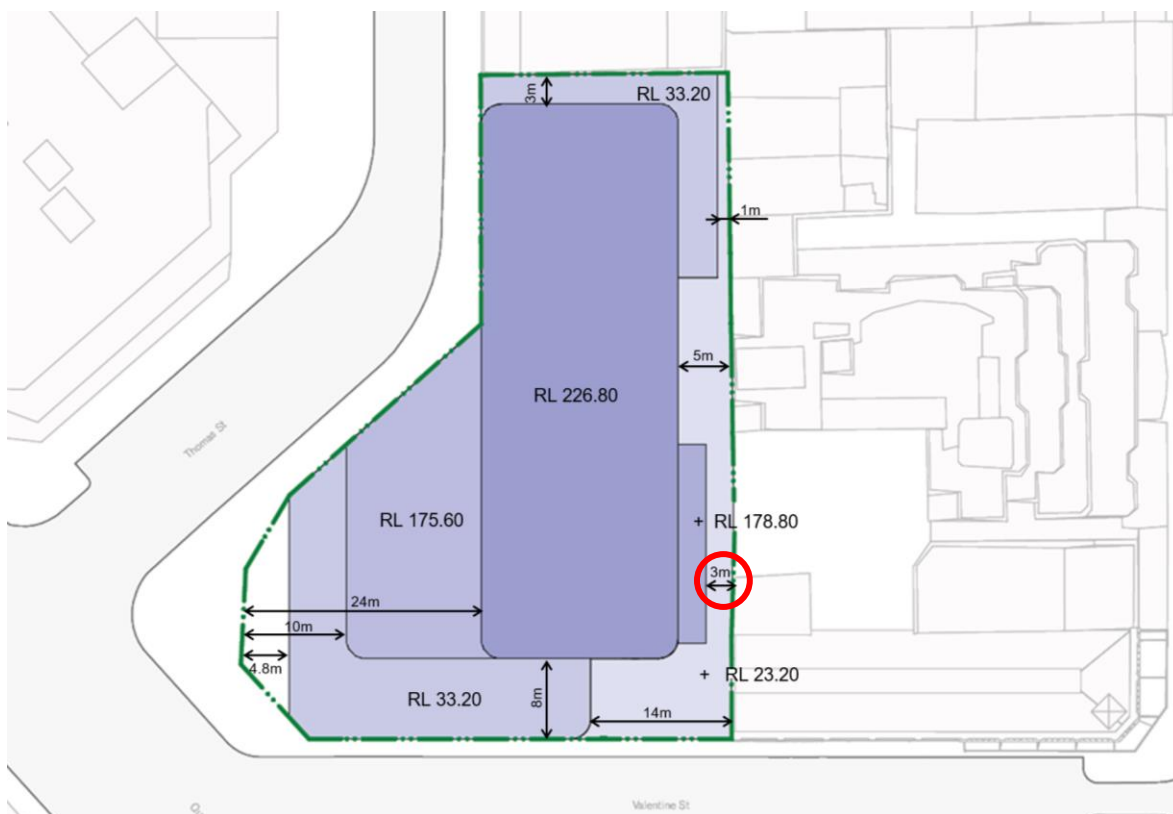 3m
RL 33.20
1m
5m
RL 226.80
Thomas St
RL 175.60
+ RL 178.80
3m
24m
10m
4.8m
+ RL 23.20
RL 33.20
8m
14m
Valentine St